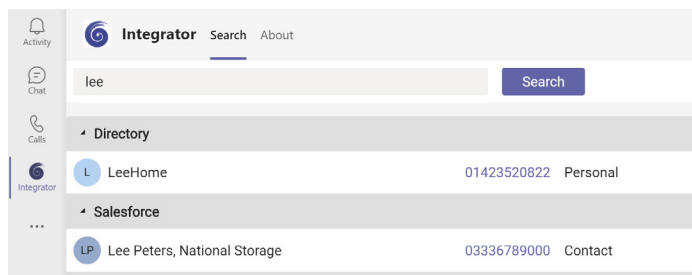 Activity
Chat
Calls
Integrator
Integrator Search About
lee Search
Directory
L LeeHome 01423520822 Personal
Salesforce
LP Lee Peters, National Storage 03336789000 Contact